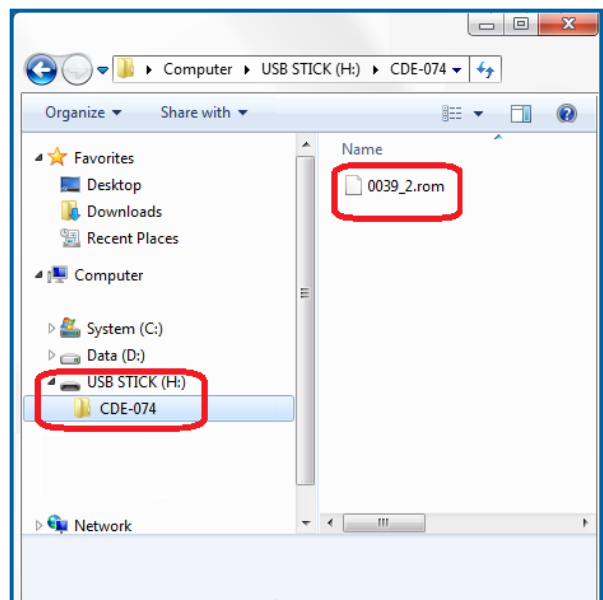 Computer USB STICK (H:) CDE-074
Organize Share with
Name
0039_2.rom
Favorites
Desktop
Downloads
Recent Places
Computer
System (C:)
Data (D:)
USB STICK (H:)
CDE-074
Network